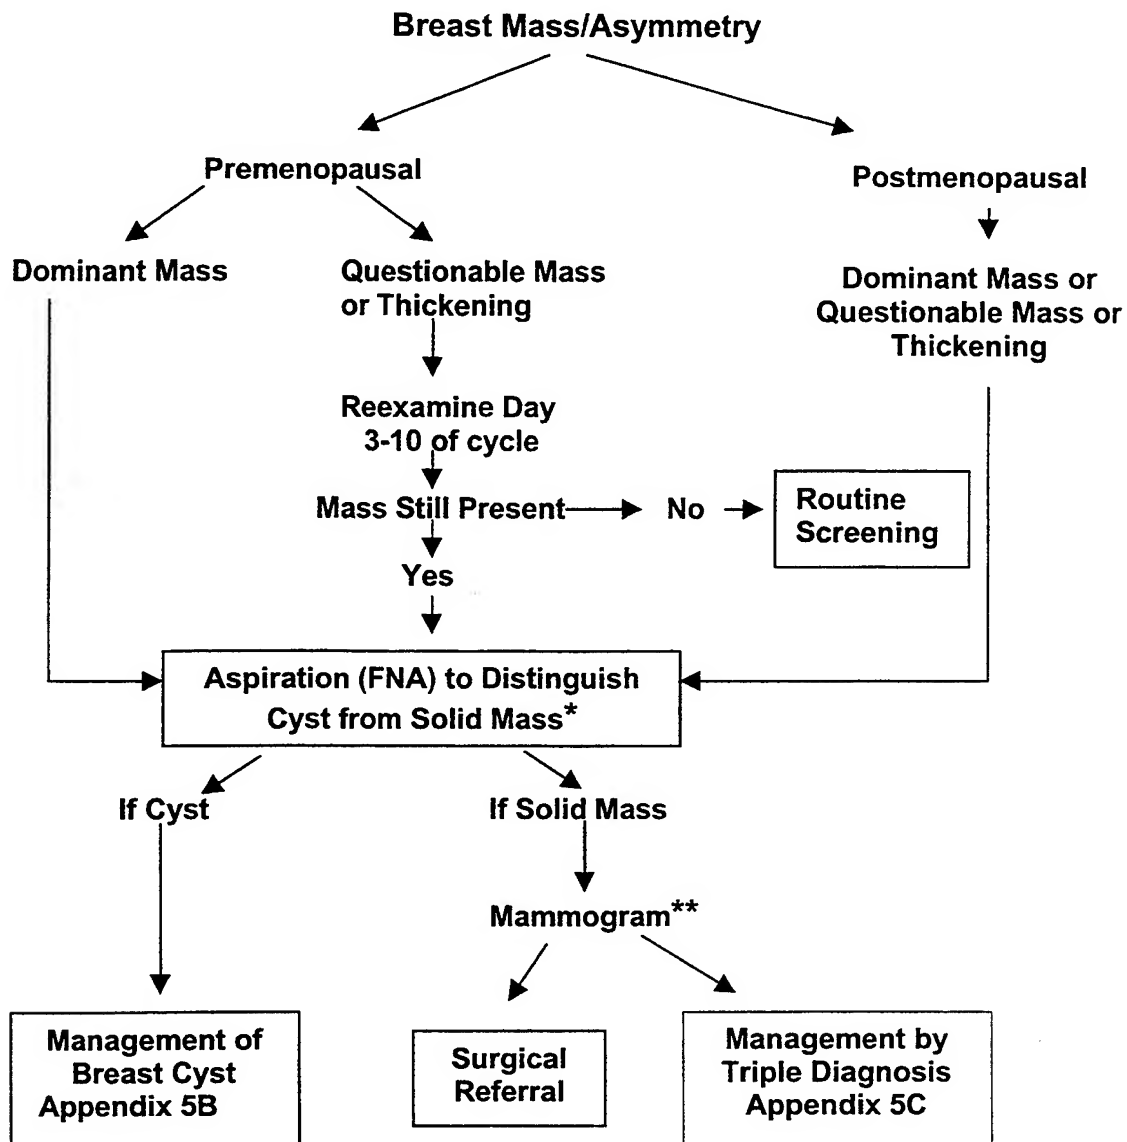 Breast Mass/Asymmetry
Premenopausal
Postmenopausal
Dominant Mass
Questionable Mass
or Thickening
Dominant Mass or
Questionable Mass or
Thickening
Reexamine Day
3-10 of cycle
Mass Still Present
No
Routine
Screening
Yes
Aspiration (FNA) to Distinguish
Cyst from Solid Mass*
If Cyst
If Solid Mass
Mammogram**
Management of
Breast Cyst
Appendix 5B
Surgical
Referral
Management by
Triple Diagnosis
Appendix 5C